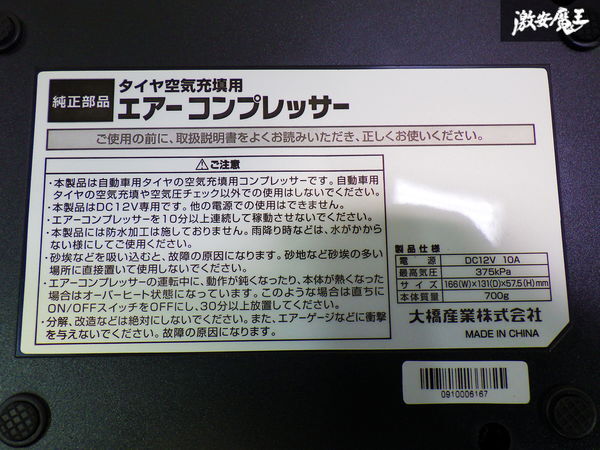 激安魔王
純正部品
タイヤ空気充填用
エアーコンプレッサー
ご使用の前に、取扱説明書をよくお読みいただき、正しくお使いください。
⚠ご注意
・本製品は自動車用タイヤの空気充填用コンプレッサーです。自動車用
タイヤの空気充填や空気圧チェック以外での使用はしないでください。
・本製品はDC12V専用です。他の電源での使用はできません。
・エアーコンプレッサーを10分以上連続して稼動させないでください。
・本製品には防水加工は施しておりません。雨降り時などは、水がかから
ない様にしてご使用ください。
・砂埃などを吸い込むと、故障の原因になります。砂地など砂埃の多い
場所に直接置いて使用しないでください。
・エアーコンプレッサーの運転中に、動作が鈍くなったり、本体が熱くなった
場合はオーバーヒート状態になっています。このような場合は直ちに
ON/OFFスイッチをOFFにし、30分以上放置してください。
・分解、改造などは絶対にしないでください。また、エアーゲージなどに衝撃
を与えないでください。故障の原因になります。
製品仕様
電源 DC12V 10A
最高気圧 375kPa
サイズ 166(W)×131(D)×57.5(H)mm
本体質量 700g
大橋産業株式会社
MADE IN CHINA
0910006167